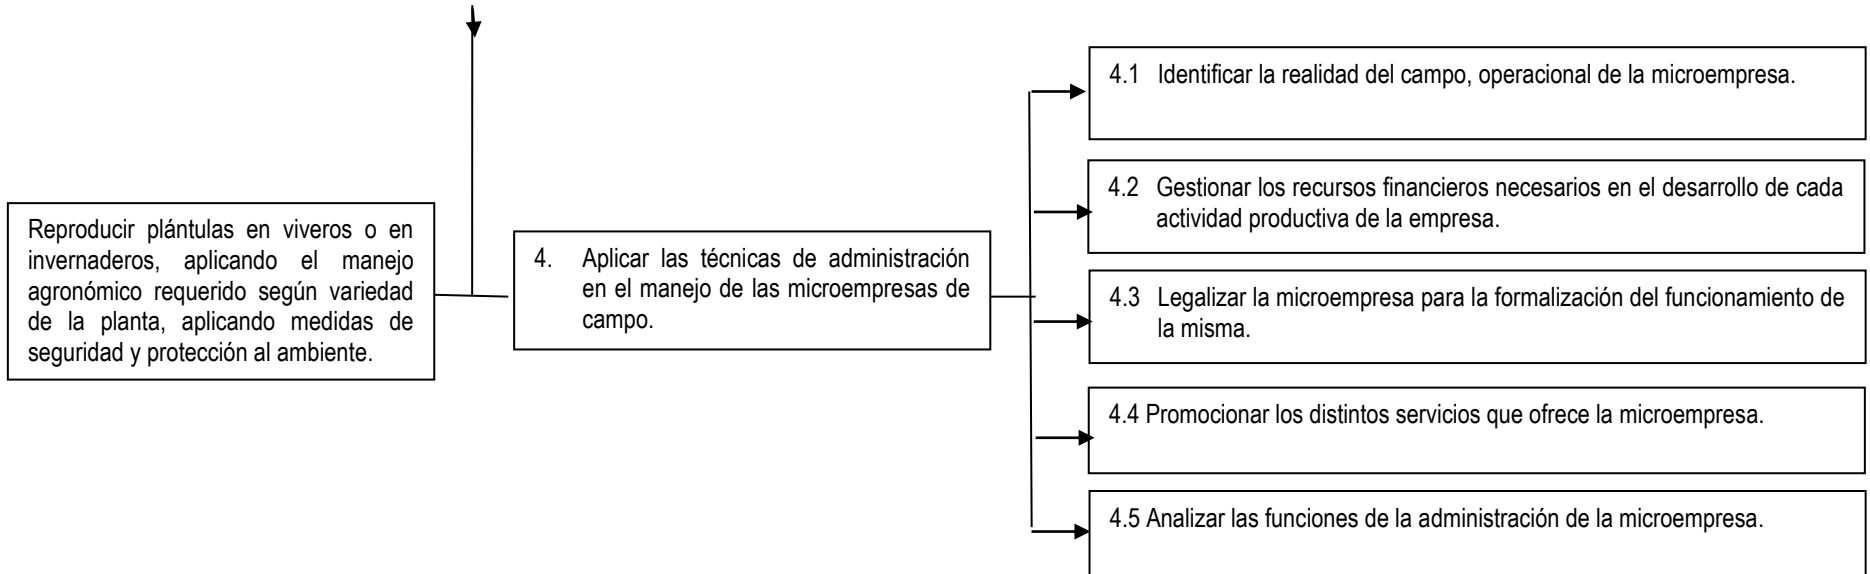 Reproducir plántulas en viveros o en
invernaderos, aplicando el manejo
agronómico requerido según variedad
de la planta, aplicando medidas de
seguridad y protección al ambiente.
4. Aplicar las técnicas de administración
en el manejo de las microempresas de
campo.
4.1 Identificar la realidad del campo, operacional de la microempresa.
4.2 Gestionar los recursos financieros necesarios en el desarrollo de cada
actividad productiva de la empresa.
4.3 Legalizar la microempresa para la formalización del funcionamiento de
la misma.
4.4 Promocionar los distintos servicios que ofrece la microempresa.
4.5 Analizar las funciones de la administración de la microempresa.